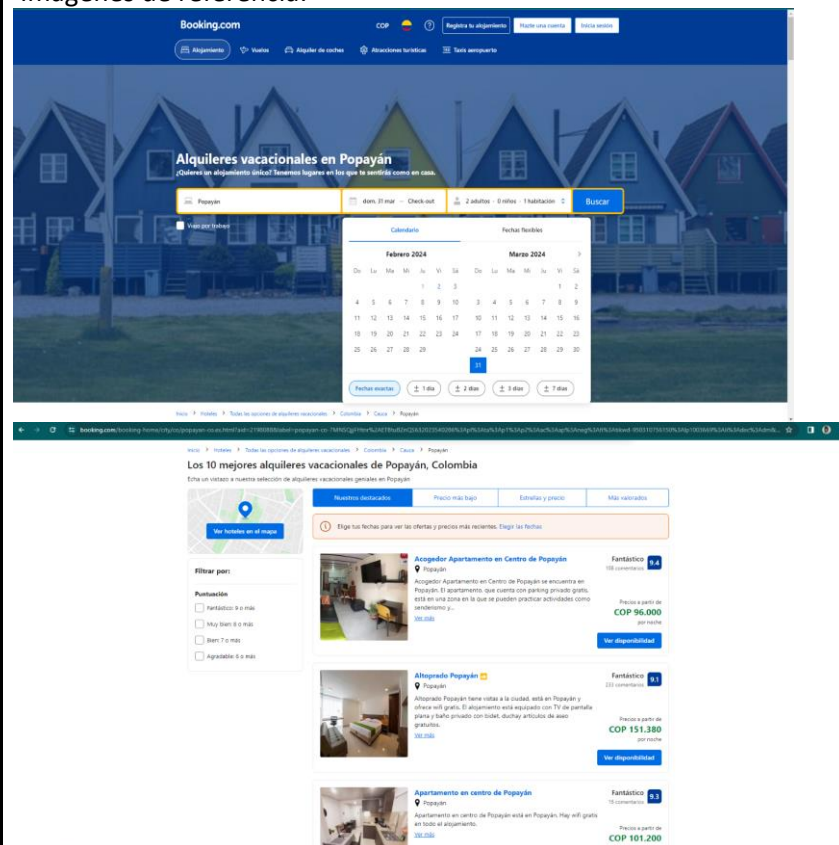 Imágenes de referencia:
Booking.com
COP
Registra tu alojamiento
Hazte una cuenta
Inicia sesión
Alojamiento
Vuelos
Alquiler de coches
Atracciones turísticas
Taxis aeropuerto
Alquileres vacacionales en Popayán
¿Quieres un alojamiento único? Tenemos lugares en los que te sentirás como en casa.
Popayán
dom, 31 mar — Check-out
2 adultos · 0 niños · 1 habitación
Buscar
Viajo por trabajo
Calendario
Fechas flexibles
Febrero 2024
Marzo 2024
Do Lu Ma Mi Ju Vi Sá Do Lu Ma Mi Ju Vi Sá
1 2 3 1 2
4 5 6 7 8 9 10 3 4 5 6 7 8 9
11 12 13 14 15 16 17 10 11 12 13 14 15 16
18 19 20 21 22 23 24 17 18 19 20 21 22 23
25 26 27 28 29 24 25 26 27 28 29 30
31
Fechas exactas
± 1 día
± 2 días
± 3 días
± 7 días
Inicio > Hoteles > Todas las opciones de alquileres vacacionales > Colombia > Cauca > Popayán
Inicio > Hoteles > Todas las opciones de alquileres vacacionales > Colombia > Cauca > Popayán
Los 10 mejores alquileres vacacionales de Popayán, Colombia
Echa un vistazo a nuestra selección de alquileres vacacionales geniales en Popayán
Ver hoteles en el mapa
Nuestros destacados
Precio más bajo
Estrellas y precio
Más valorados
Elige tus fechas para ver las ofertas y precios más recientes. Elegir las fechas
Filtrar por:
Puntuación
Fantástico: 9 o más
Muy bien: 8 o más
Bien: 7 o más
Agradable: 6 o más
Acogedor Apartamento en Centro de Popayán
Popayán
Acogedor Apartamento en Centro de Popayán se encuentra en
Popayán. El apartamento, que cuenta con parking privado gratis,
está en una zona en la que se pueden practicar actividades como
senderismo y...
Ver más
Fantástico
9.4
comentarios
Precios a partir de
COP 96.000
por noche
Ver disponibilidad
Altoprado Popayán
Popayán
Altoprado Popayán tiene vistas a la ciudad, está en Popayán y
ofrece wifi gratis. El alojamiento está equipado con TV de pantalla
plana y baño privado con bidet, duchay artículos de aseo
gratuitos.
Ver más
Fantástico
9.1
comentarios
Precios a partir de
COP 151.380
por noche
Ver disponibilidad
Apartamento en centro de Popayán
Popayán
Apartamento en centro de Popayán está en Popayán. Hay wifi gratis
en todo el alojamiento.
Ver más
Fantástico
9.3
comentarios
Precios a partir de
COP 101.200